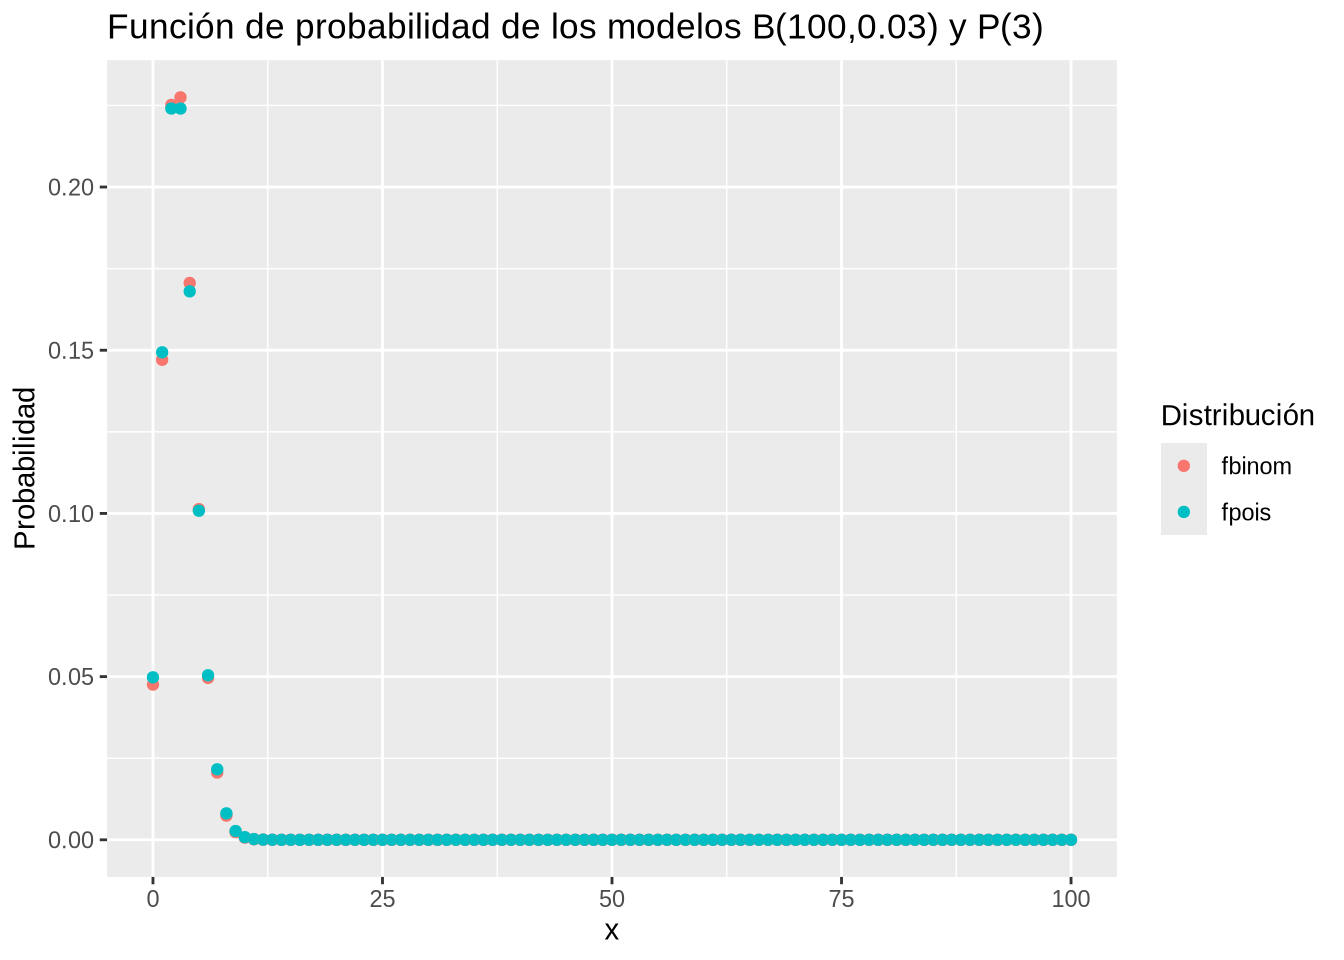 Función de probabilidad de los modelos B(100,0.03) y P(3)
Probabilidad
0.20
0.15
0.10
0.05
0.00
0 25 50 75 100
x
Distribución
fbinom
fpois